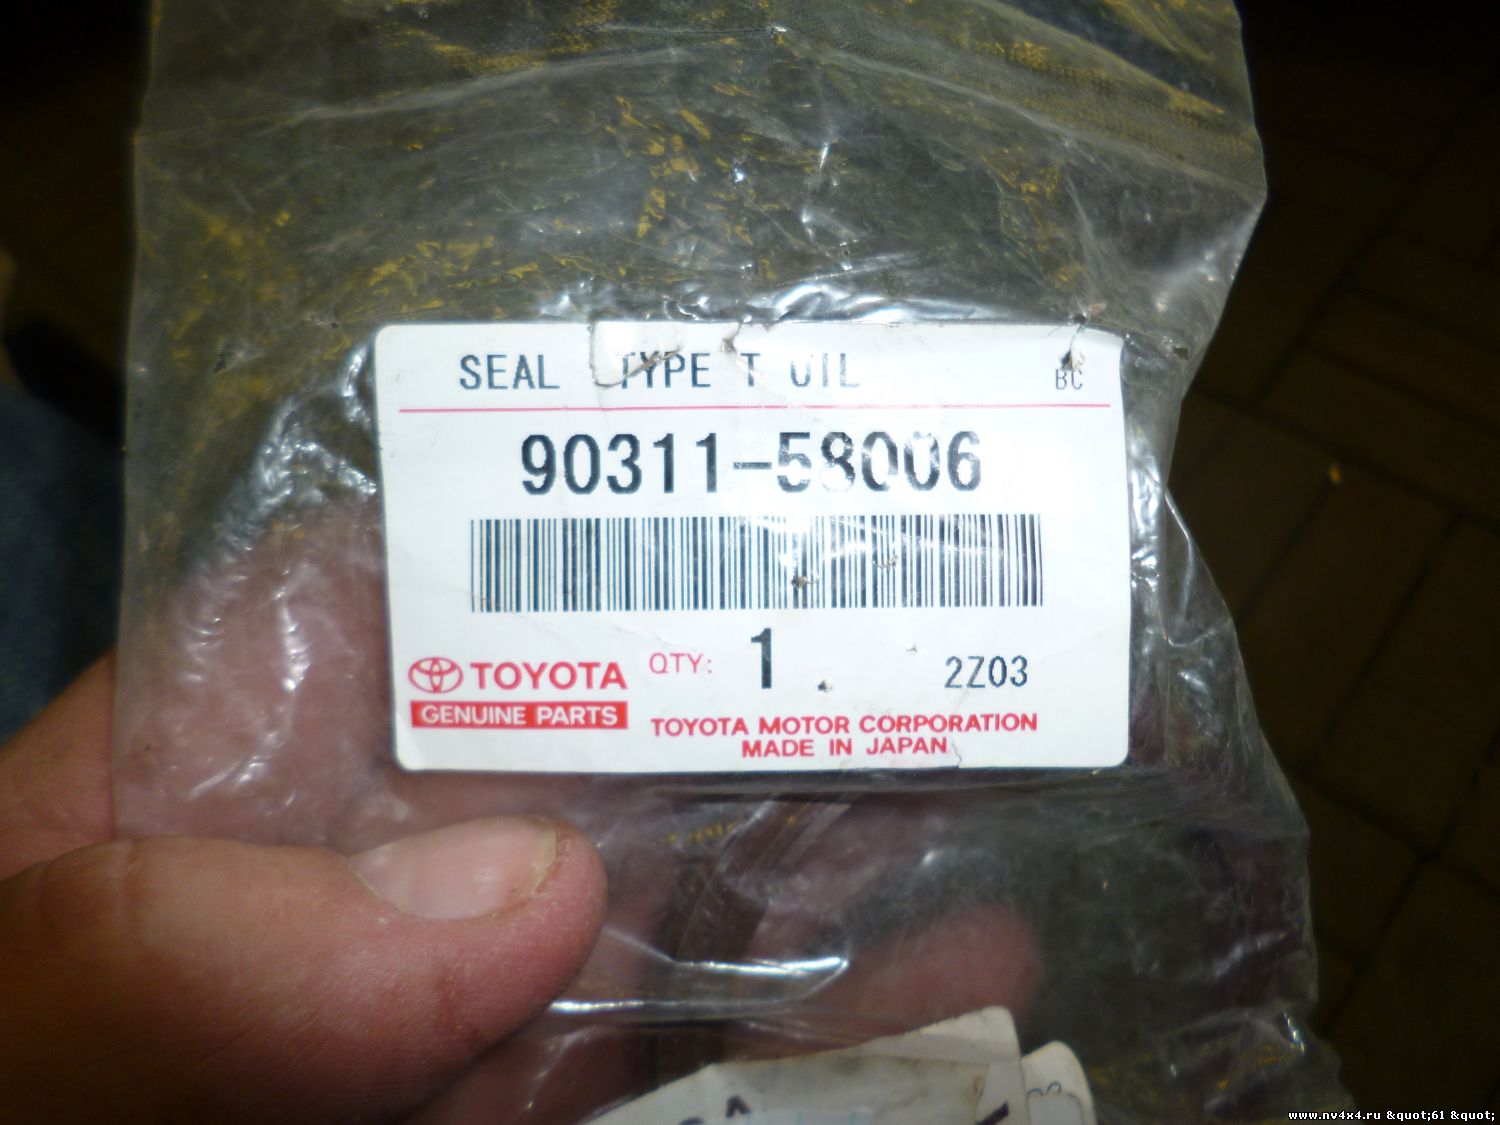 SEAL TYPE T OIL BC
90311-58006
QTY: 1 2Z03
TOYOTA
GENUINE PARTS
TOYOTA MOTOR CORPORATION
MADE IN JAPAN
www.nv4x4.ru &quot;61 &quot;